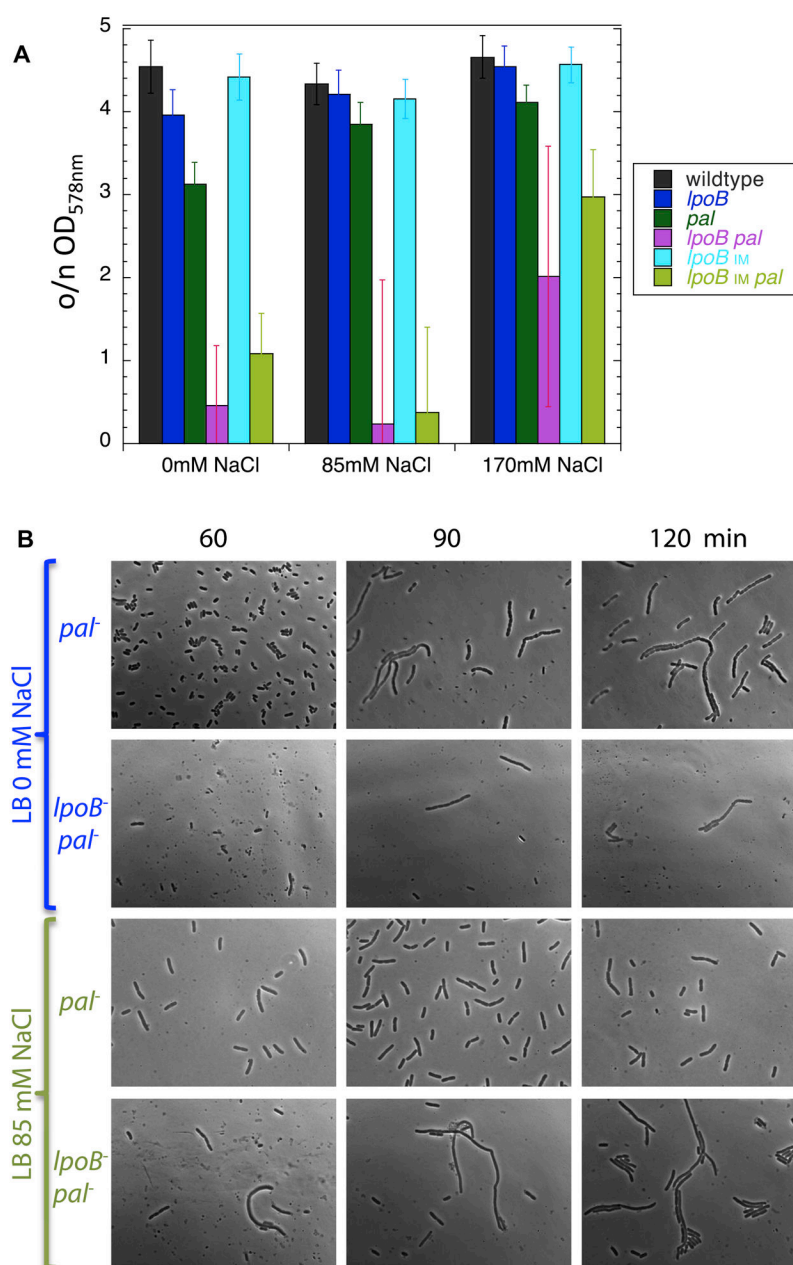 A
5
4
3
2
1
0
o/n OD578nm
0mM NaCl 85mM NaCl 170mM NaCl
wildtype
lpoB
pal
lpoB pal
lpoB IM
lpoB IM pal
B
60 90 120 min
LB 0 mM NaCl
pal-
lpoB-
pal-
LB 85 mM NaCl
pal-
lpoB-
pal-